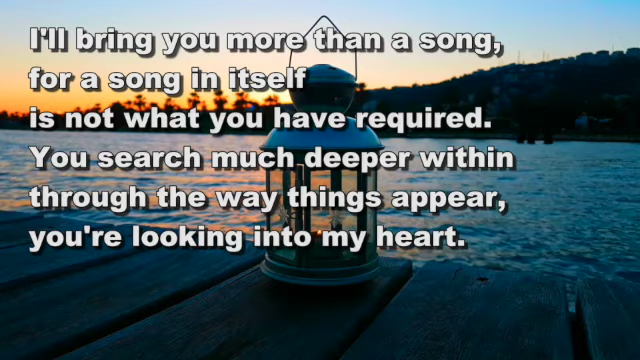 I'll bring you more than a song,
for a song in itself
is not what you have required.
You search much deeper within
through the way things appear,
you're looking into my heart.